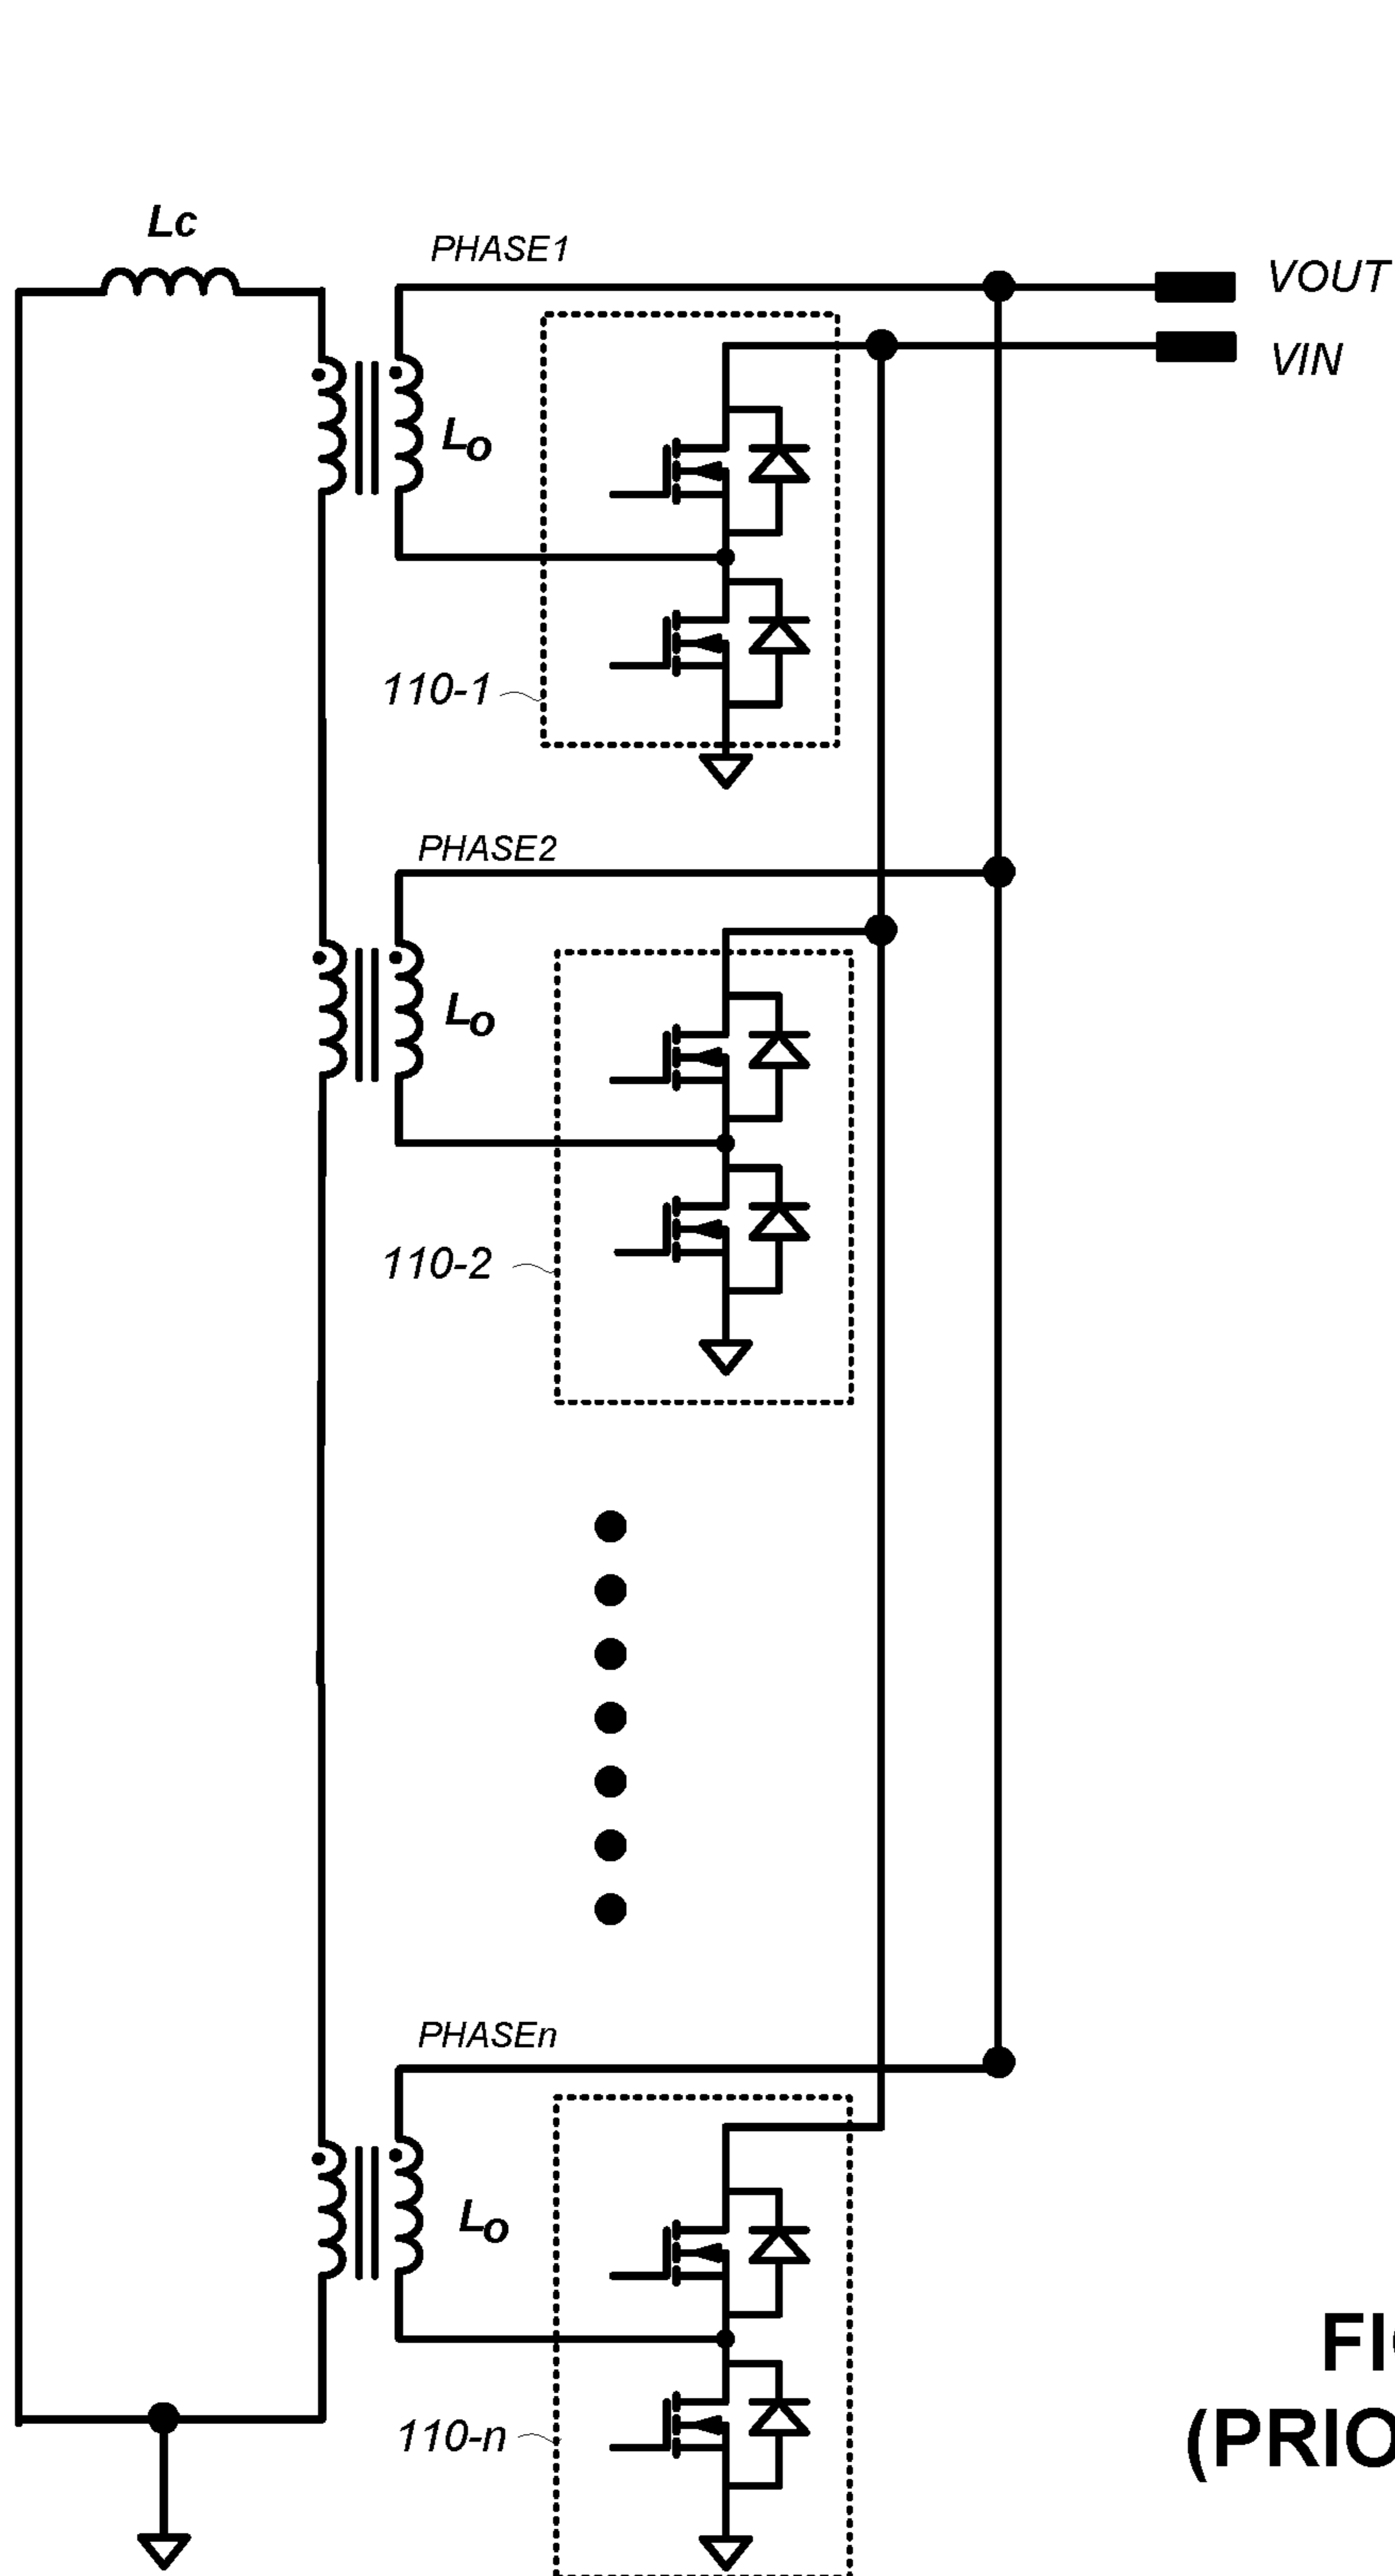 Lc
PHASE1
VOUT
VIN
Lo
110-1
PHASE2
Lo
110-2
PHASEn
Lo
110-n